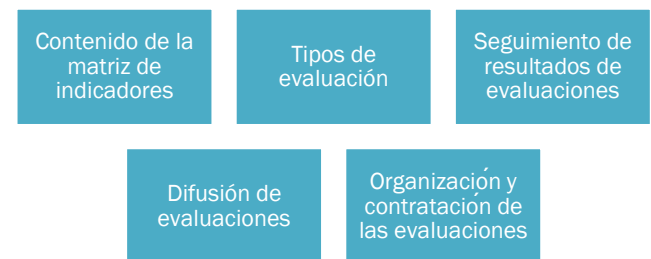 Contenido de la
matriz de
indicadores
Tipos de
evaluación
Seguimiento de
resultados de
evaluaciones
Difusión de
evaluaciones
Organización y
contratación de
las evaluaciones